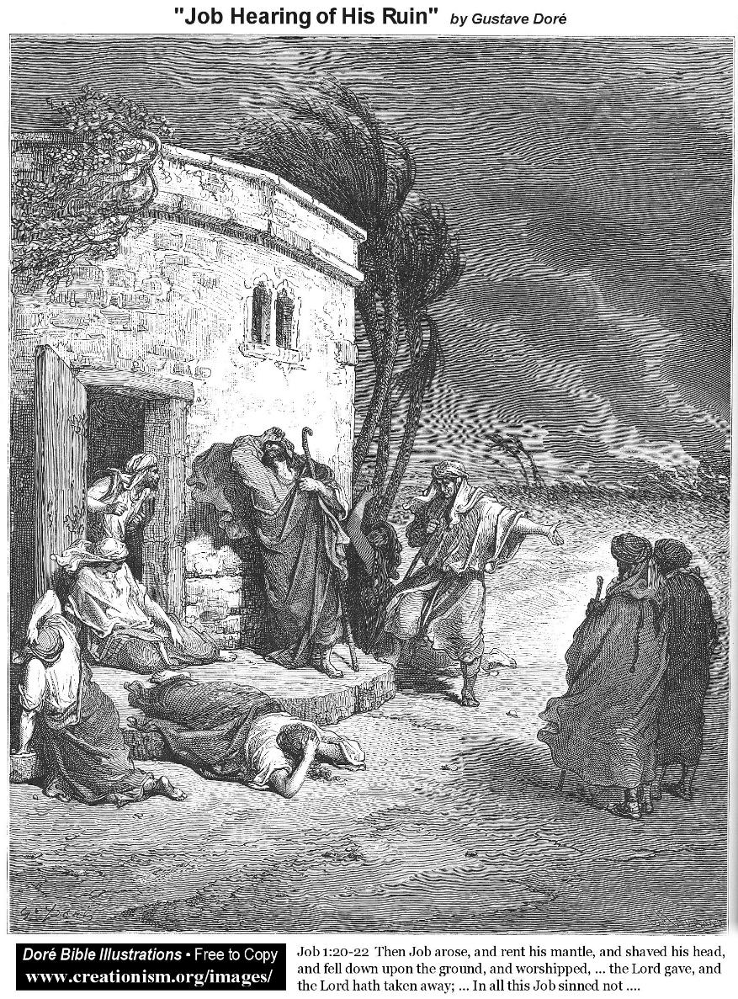 "Job Hearing of His Ruin" by Gustave Doré
Doré Bible Illustrations • Free to Copy
www.creationism.org/images/
Job 1:20-22 Then Job arose, and rent his mantle, and shaved his head,
and fell down upon the ground, and worshipped, ... the Lord gave, and
the Lord hath taken away; ... In all this Job sinned not ....